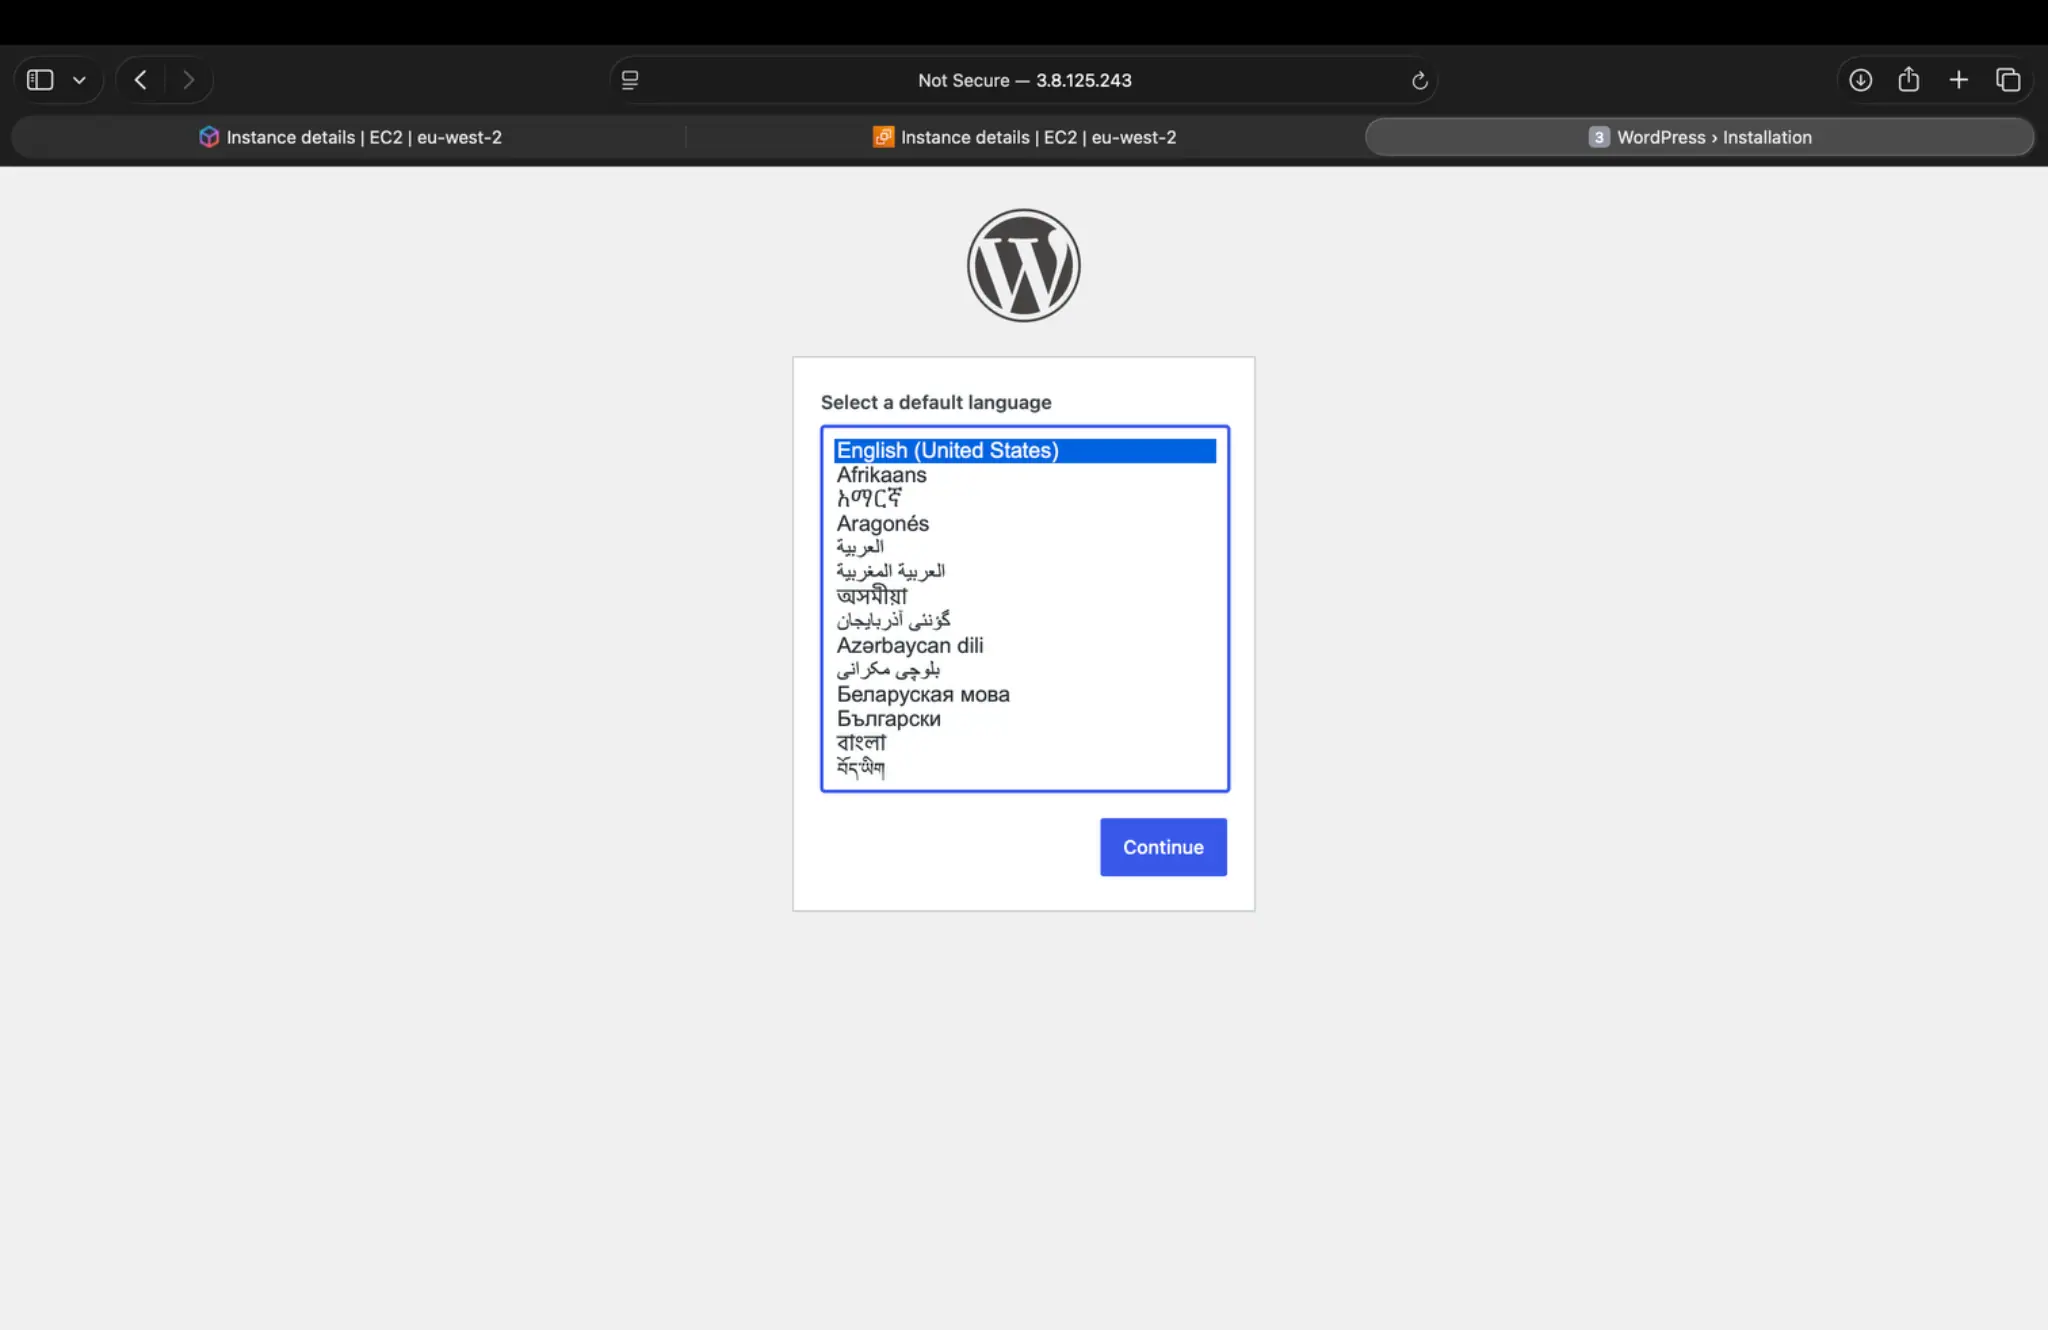 Not Secure — 3.8.125.243
Instance details | EC2 | eu-west-2
Instance details | EC2 | eu-west-2
3 WordPress › Installation
Select a default language
English (United States)
Afrikaans
አማርኛ
Aragonés
العربية
العربية المغربية
অসমীয়া
گؤنئی آذربایجان
Azərbaycan dili
بلوچی مکرانی
Беларуская мова
Български
বাংলা
བོད་ཡིག
Continue